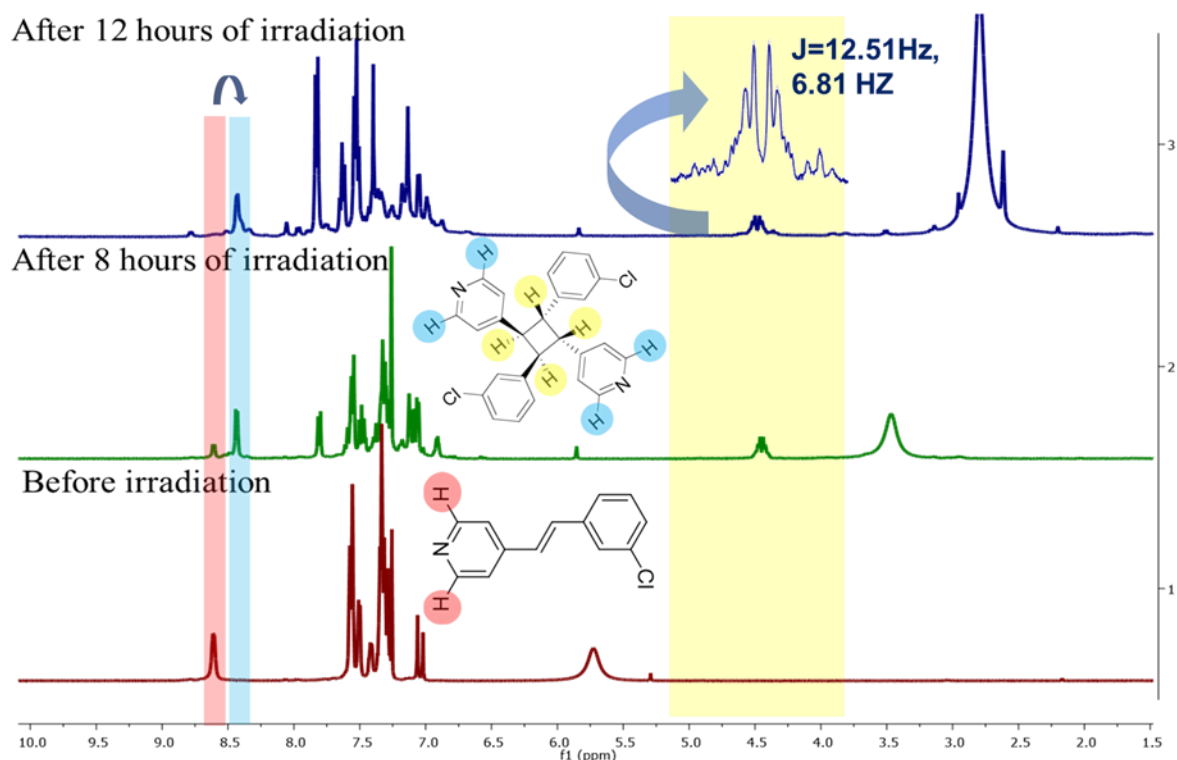 After 12 hours of irradiation
J=12.51Hz,
6.81 HZ
3
After 8 hours of irradiation
H
N
H
H
H
Cl
H
H
H
N
H
Cl
2
Before irradiation
H
N
H
Cl
1
10.0 9.5 9.0 8.5 8.0 7.5 7.0 6.5 6.0 5.5 5.0 4.5 4.0 3.5 3.0 2.5 2.0 1.5
f1 (ppm)